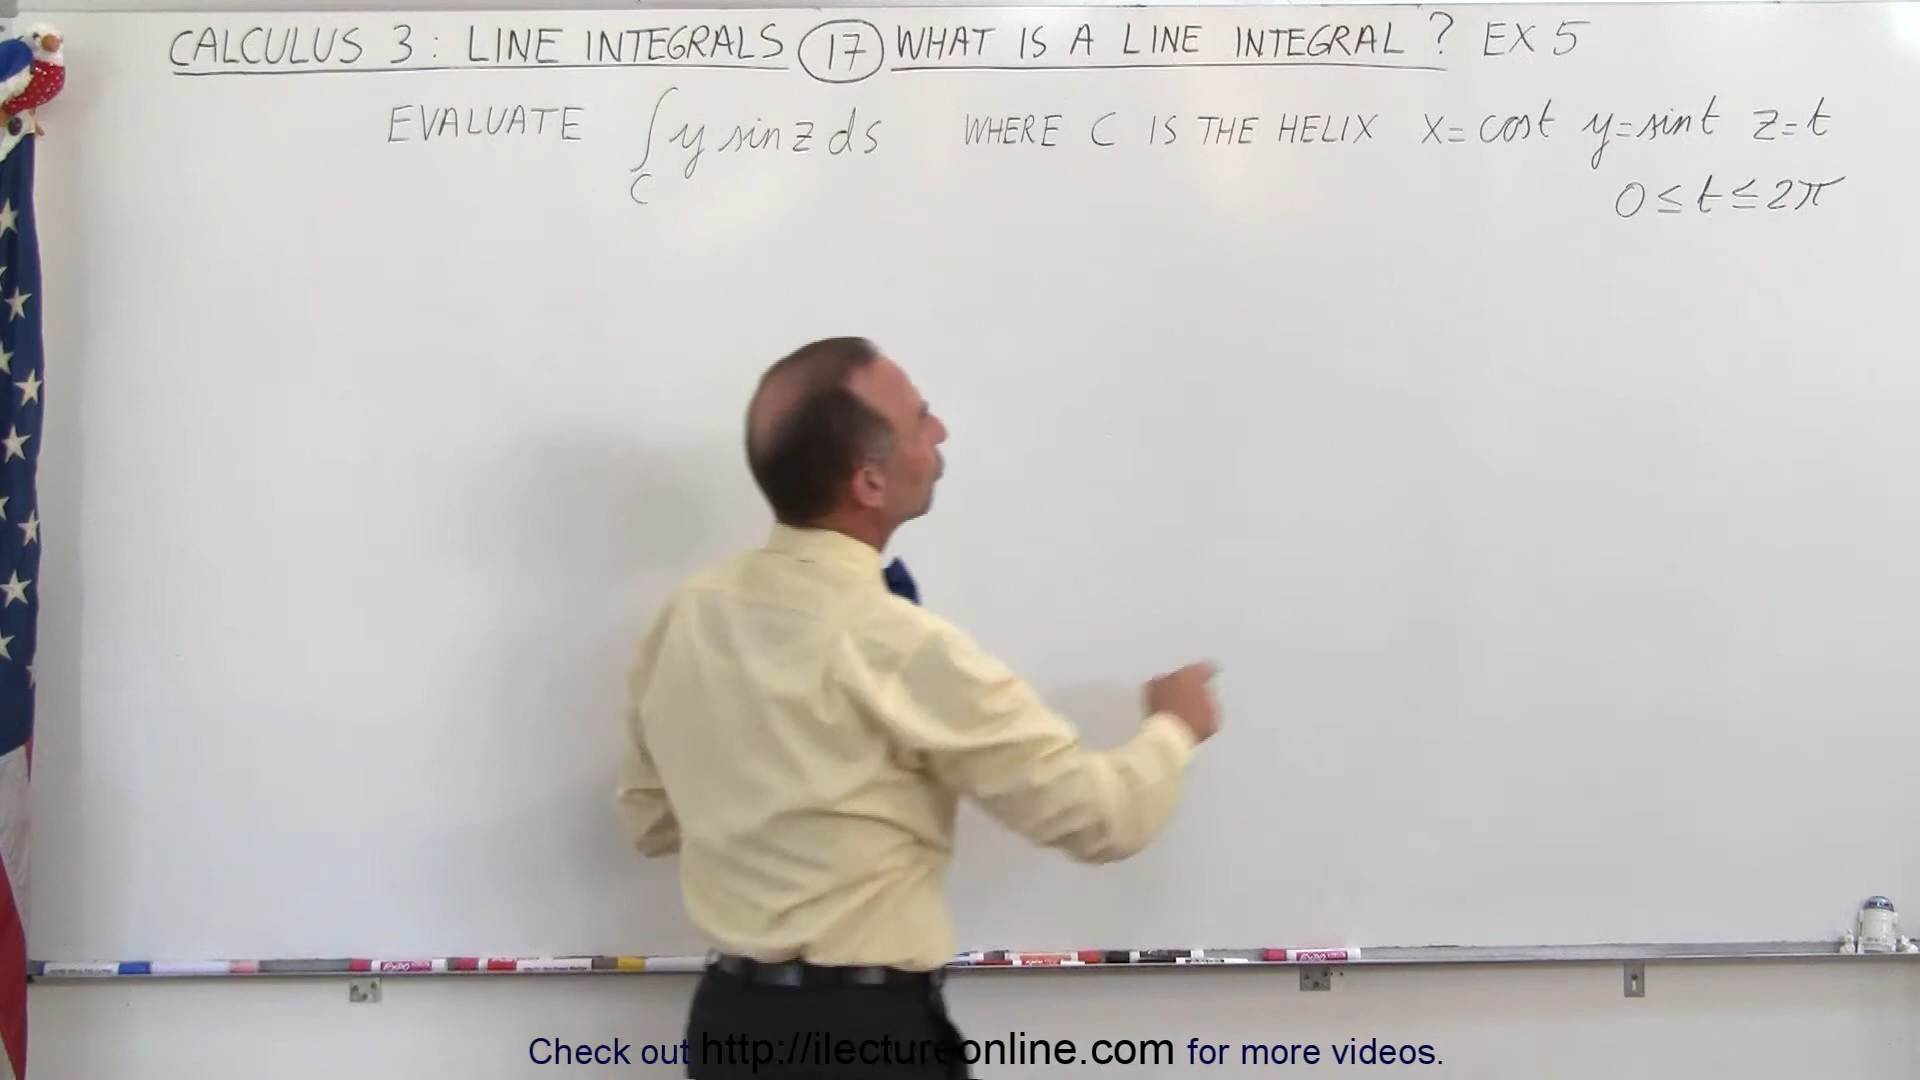 CALCULUS 3 : LINE INTEGRALS (17) WHAT IS A LINE INTEGRAL ? EX 5
EVALUATE ∫_C y sin z ds WHERE C IS THE HELIX X = cos t y = sin t z = t
0 ≤ t ≤ 2π
Check out http://ilectureonline.com for more videos.